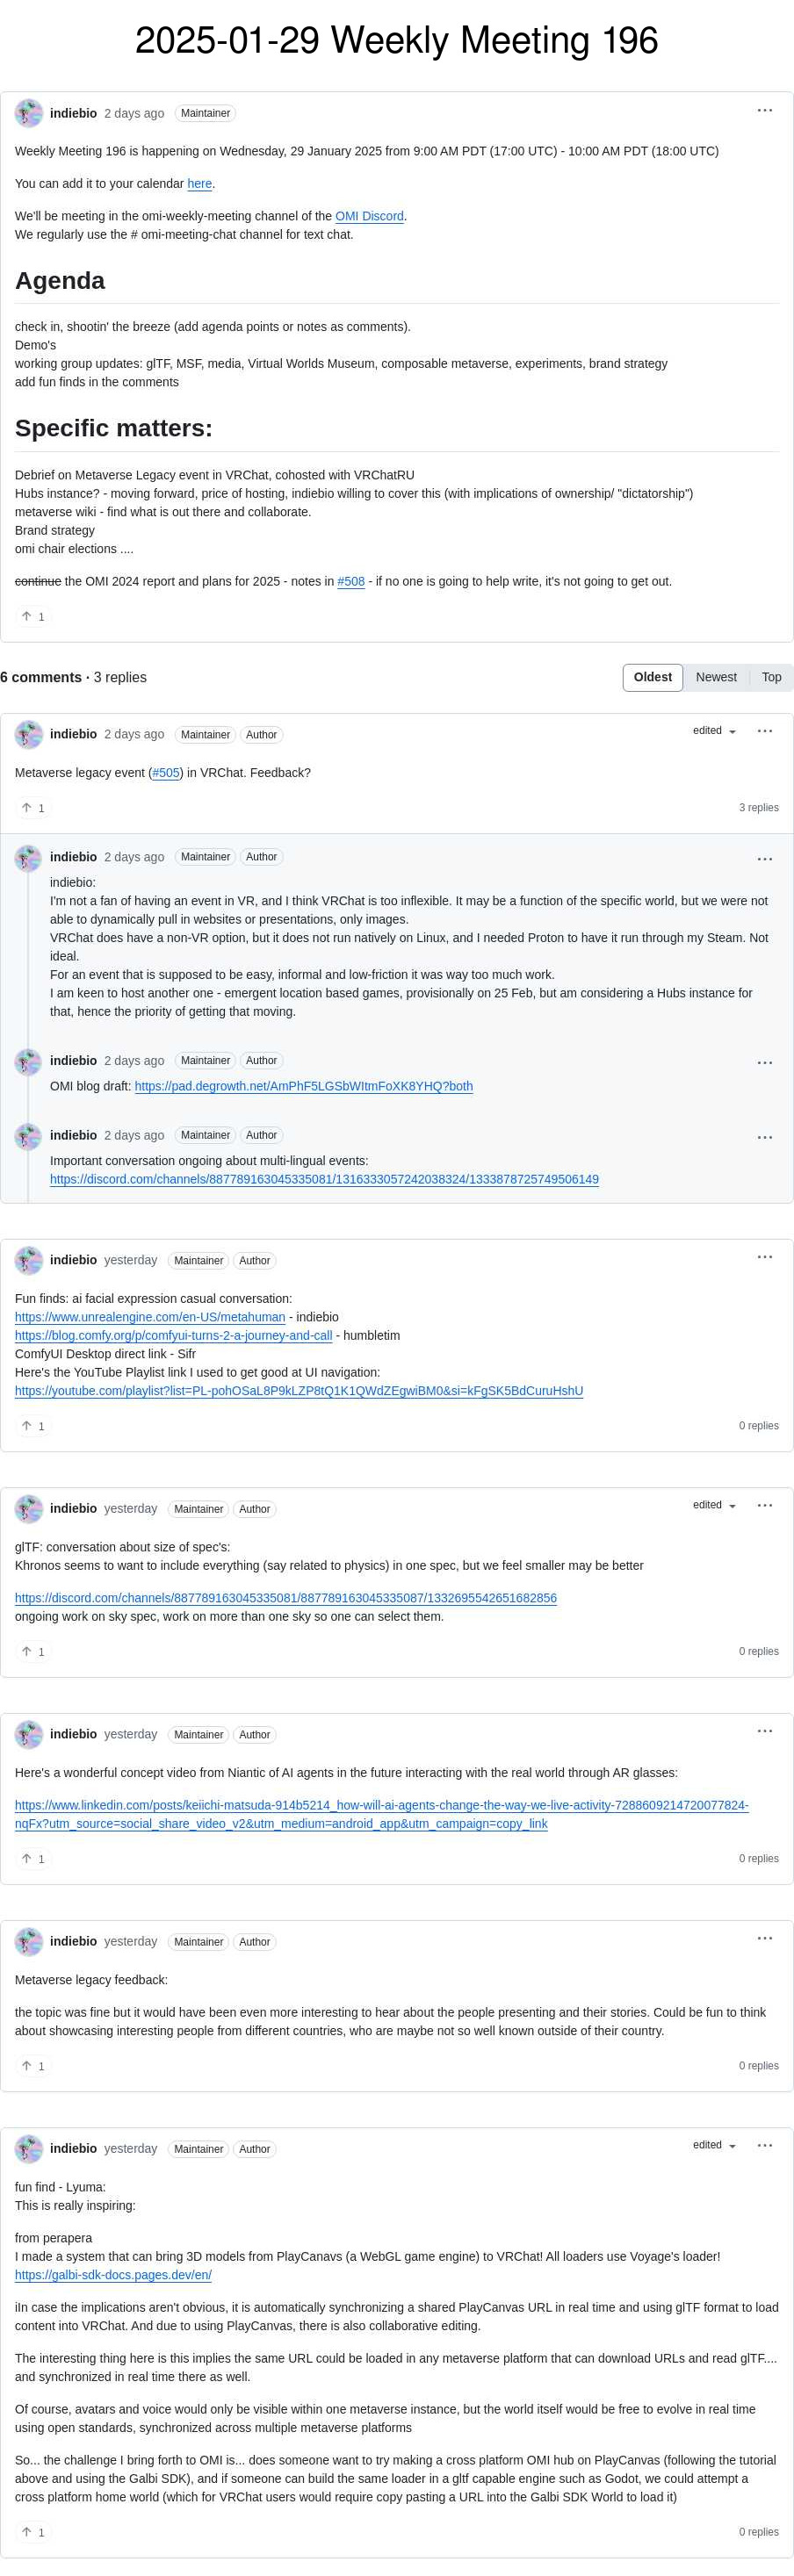 2025-01-29 Weekly Meeting 196
indiebio 2 days ago Maintainer
Weekly Meeting 196 is happening on Wednesday, 29 January 2025 from 9:00 AM PDT (17:00 UTC) - 10:00 AM PDT (18:00 UTC)
You can add it to your calendar here.
We'll be meeting in the omi-weekly-meeting channel of the OMI Discord.
We regularly use the # omi-meeting-chat channel for text chat.
Agenda
check in, shootin' the breeze (add agenda points or notes as comments).
Demo's
working group updates: glTF, MSF, media, Virtual Worlds Museum, composable metaverse, experiments, brand strategy
add fun finds in the comments
Specific matters:
Debrief on Metaverse Legacy event in VRChat, cohosted with VRChatRU
Hubs instance? - moving forward, price of hosting, indiebio willing to cover this (with implications of ownership/ "dictatorship")
metaverse wiki - find what is out there and collaborate.
Brand strategy
omi chair elections ....
continue the OMI 2024 report and plans for 2025 - notes in #508 - if no one is going to help write, it's not going to get out.
1
6 comments · 3 replies
Oldest Newest Top
indiebio 2 days ago Maintainer Author edited
Metaverse legacy event (#505) in VRChat. Feedback?
1 3 replies
indiebio 2 days ago Maintainer Author
indiebio:
I'm not a fan of having an event in VR, and I think VRChat is too inflexible. It may be a function of the specific world, but we were not
able to dynamically pull in websites or presentations, only images.
VRChat does have a non-VR option, but it does not run natively on Linux, and I needed Proton to have it run through my Steam. Not
ideal.
For an event that is supposed to be easy, informal and low-friction it was way too much work.
I am keen to host another one - emergent location based games, provisionally on 25 Feb, but am considering a Hubs instance for
that, hence the priority of getting that moving.
indiebio 2 days ago Maintainer Author
OMI blog draft: https://pad.degrowth.net/AmPhF5LGSbWItmFoXK8YHQ?both
indiebio 2 days ago Maintainer Author
Important conversation ongoing about multi-lingual events:
https://discord.com/channels/887789163045335081/1316333057242038324/1333878725749506149
indiebio yesterday Maintainer Author
Fun finds: ai facial expression casual conversation:
https://www.unrealengine.com/en-US/metahuman - indiebio
https://blog.comfy.org/p/comfyui-turns-2-a-journey-and-call - humbletim
ComfyUI Desktop direct link - Sifr
Here's the YouTube Playlist link I used to get good at UI navigation:
https://youtube.com/playlist?list=PL-pohOSaL8P9kLZP8tQ1K1QWdZEgwiBM0&si=kFgSK5BdCuruHshU
1 0 replies
indiebio yesterday Maintainer Author edited
glTF: conversation about size of spec's:
Khronos seems to want to include everything (say related to physics) in one spec, but we feel smaller may be better
https://discord.com/channels/887789163045335081/887789163045335087/1332695542651682856
ongoing work on sky spec, work on more than one sky so one can select them.
1 0 replies
indiebio yesterday Maintainer Author
Here's a wonderful concept video from Niantic of AI agents in the future interacting with the real world through AR glasses:
https://www.linkedin.com/posts/keiichi-matsuda-914b5214_how-will-ai-agents-change-the-way-we-live-activity-7288609214720077824-
nqFx?utm_source=social_share_video_v2&utm_medium=android_app&utm_campaign=copy_link
1 0 replies
indiebio yesterday Maintainer Author
Metaverse legacy feedback:
the topic was fine but it would have been even more interesting to hear about the people presenting and their stories. Could be fun to think
about showcasing interesting people from different countries, who are maybe not so well known outside of their country.
1 0 replies
indiebio yesterday Maintainer Author edited
fun find - Lyuma:
This is really inspiring:
from perapera
I made a system that can bring 3D models from PlayCanavs (a WebGL game engine) to VRChat! All loaders use Voyage's loader!
https://galbi-sdk-docs.pages.dev/en/
iIn case the implications aren't obvious, it is automatically synchronizing a shared PlayCanvas URL in real time and using glTF format to load
content into VRChat. And due to using PlayCanvas, there is also collaborative editing.
The interesting thing here is this implies the same URL could be loaded in any metaverse platform that can download URLs and read glTF....
and synchronized in real time there as well.
Of course, avatars and voice would only be visible within one metaverse instance, but the world itself would be free to evolve in real time
using open standards, synchronized across multiple metaverse platforms
So... the challenge I bring forth to OMI is... does someone want to try making a cross platform OMI hub on PlayCanvas (following the tutorial
above and using the Galbi SDK), and if someone can build the same loader in a gltf capable engine such as Godot, we could attempt a
cross platform home world (which for VRChat users would require copy pasting a URL into the Galbi SDK World to load it)
1 0 replies